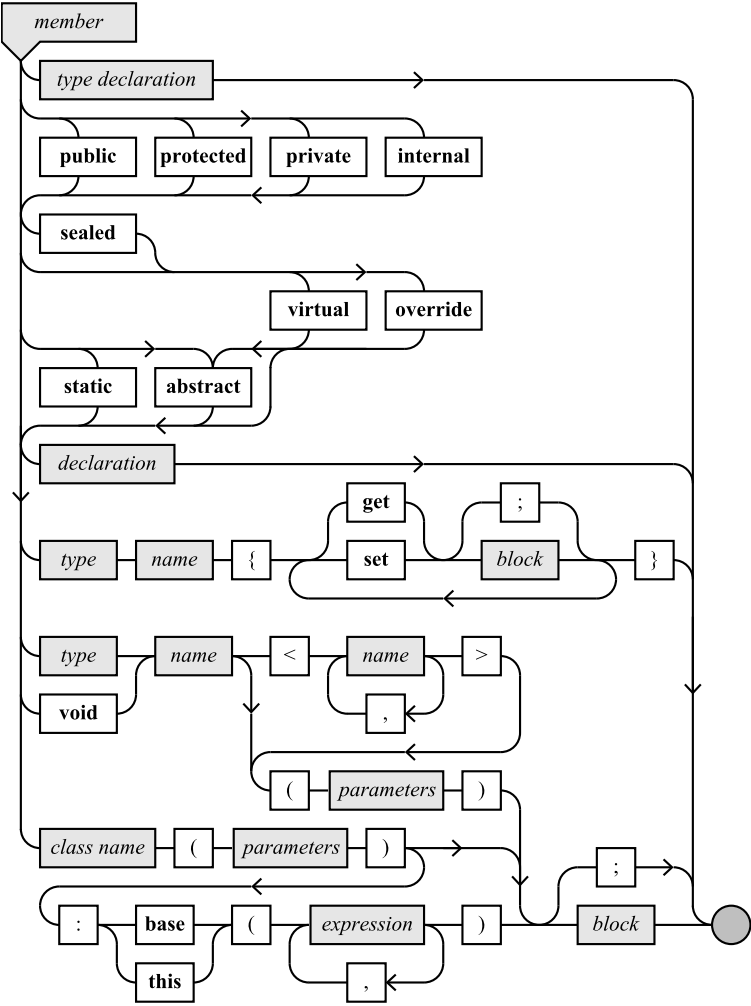 member
type declaration
public protected private internal
sealed
virtual override
static abstract
declaration
get ;
type name { set block }
type name < name >
void ,
( parameters )
class name ( parameters )
;
: base ( expression ) block
this ,